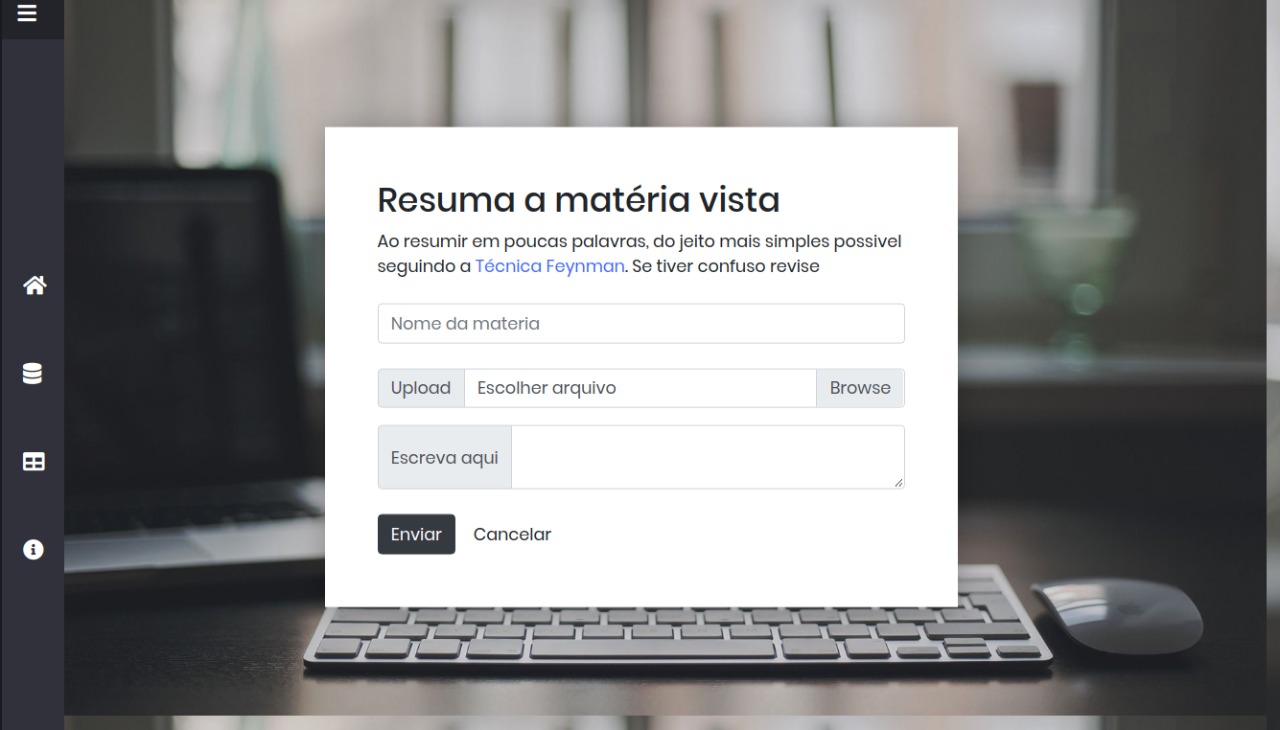 Resuma a matéria vista
Ao resumir em poucas palavras, do jeito mais simples possivel
seguindo a Técnica Feynman. Se tiver confuso revise
Nome da materia
Upload Escolher arquivo Browse
Escreva aqui
Enviar Cancelar